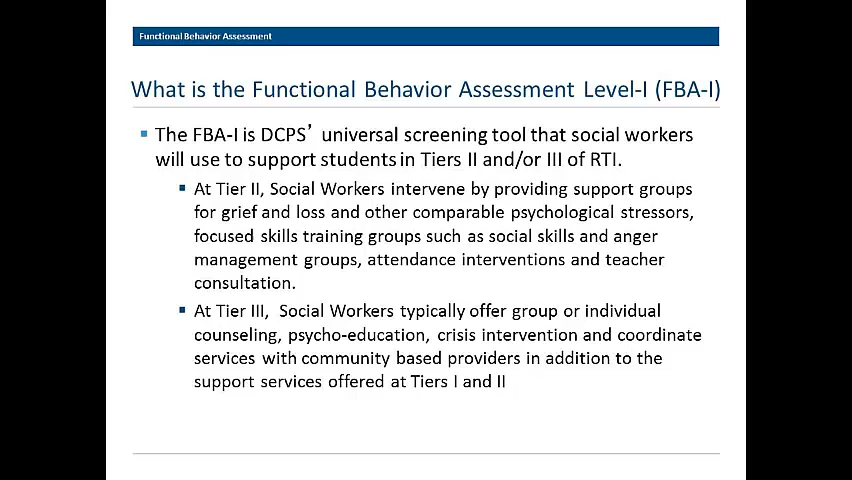 Functional Behavior Assessment
What is the Functional Behavior Assessment Level-I (FBA-I)
▪ The FBA-I is DCPS’ universal screening tool that social workers
will use to support students in Tiers II and/or III of RTI.
▪ At Tier II, Social Workers intervene by providing support groups
for grief and loss and other comparable psychological stressors,
focused skills training groups such as social skills and anger
management groups, attendance interventions and teacher
consultation.
▪ At Tier III,  Social Workers typically offer group or individual
counseling, psycho-education, crisis intervention and coordinate
services with community based providers in addition to the
support services offered at Tiers I and II